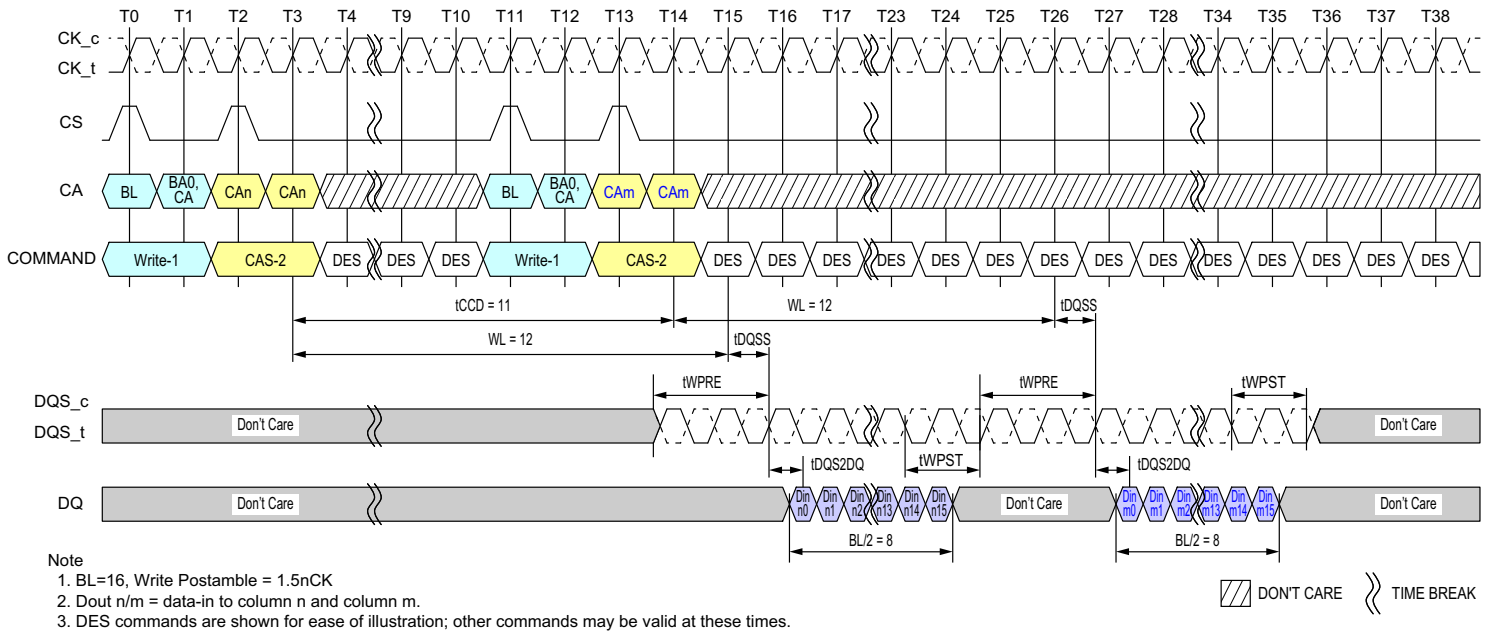 T0 T1 T2 T3 T4 T9 T10 T11 T12 T13 T14 T15 T16 T17 T23 T24 T25 T26 T27 T28 T34 T35 T36 T37 T38
CK_c
CK_t
CS
CA BL BA0, CA CAn CAn BL BA0, CA CAm CAm
COMMAND Write-1 CAS-2 DES DES DES Write-1 CAS-2 DES DES DES DES DES DES DES DES DES DES DES DES DES DES
tCCD = 11 WL = 12 tDQSS
WL = 12 tDQSS
tWPRE tWPRE tWPST
DQS_c
DQS_t
Don't Care Don't Care
tDQS2DQ tWPST tDQS2DQ
DQ Don't Care Din n0 Din n1 Din n2 Din n13 Din n14 Din n15 Don't Care Din m0 Din m1 Din m2 Din m13 Din m14 Din m15 Don't Care
BL/2 = 8 BL/2 = 8
Note
1. BL=16, Write Postamble = 1.5nCK
2. Dout n/m = data-in to column n and column m.
3. DES commands are shown for ease of illustration; other commands may be valid at these times.
DON'T CARE TIME BREAK